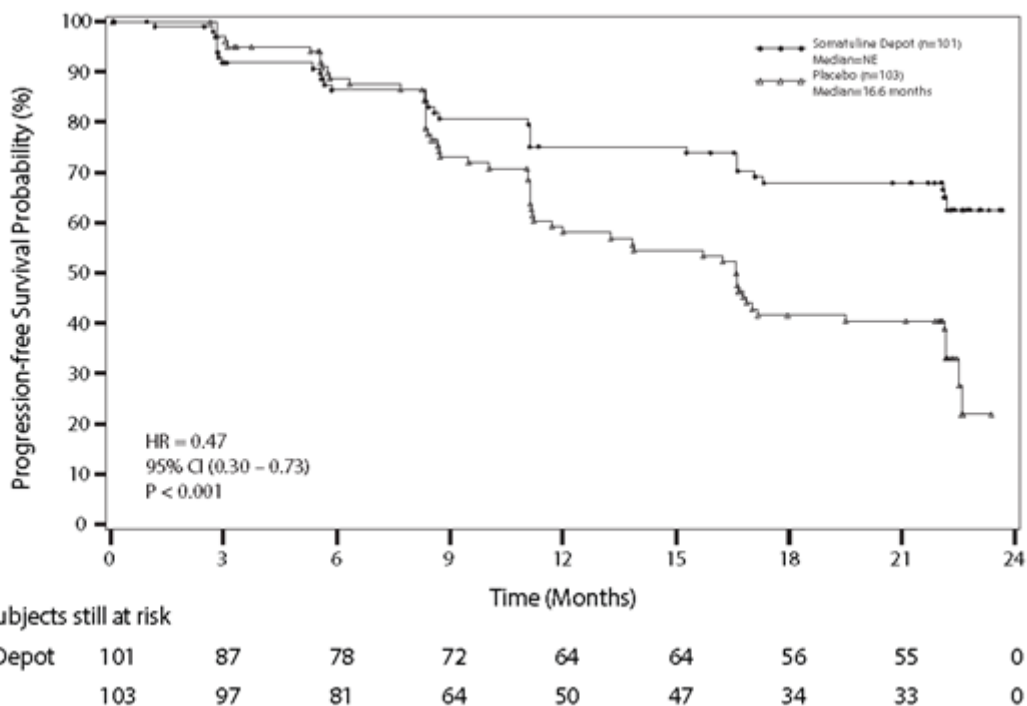 100
90
80
70
60
50
40
30
20
10
0
Progression-free Survival Probability (%)
Somatuline Depot (n=101)
Median=NE
Placebo (n=103)
Median=16.6 months
HR = 0.47
95% CI (0.30 – 0.73)
P < 0.001
0 3 6 9 12 15 18 21 24
Time (Months)
ubjects still at risk
Depot 101 87 78 72 64 64 56 55 0
103 97 81 64 50 47 34 33 0